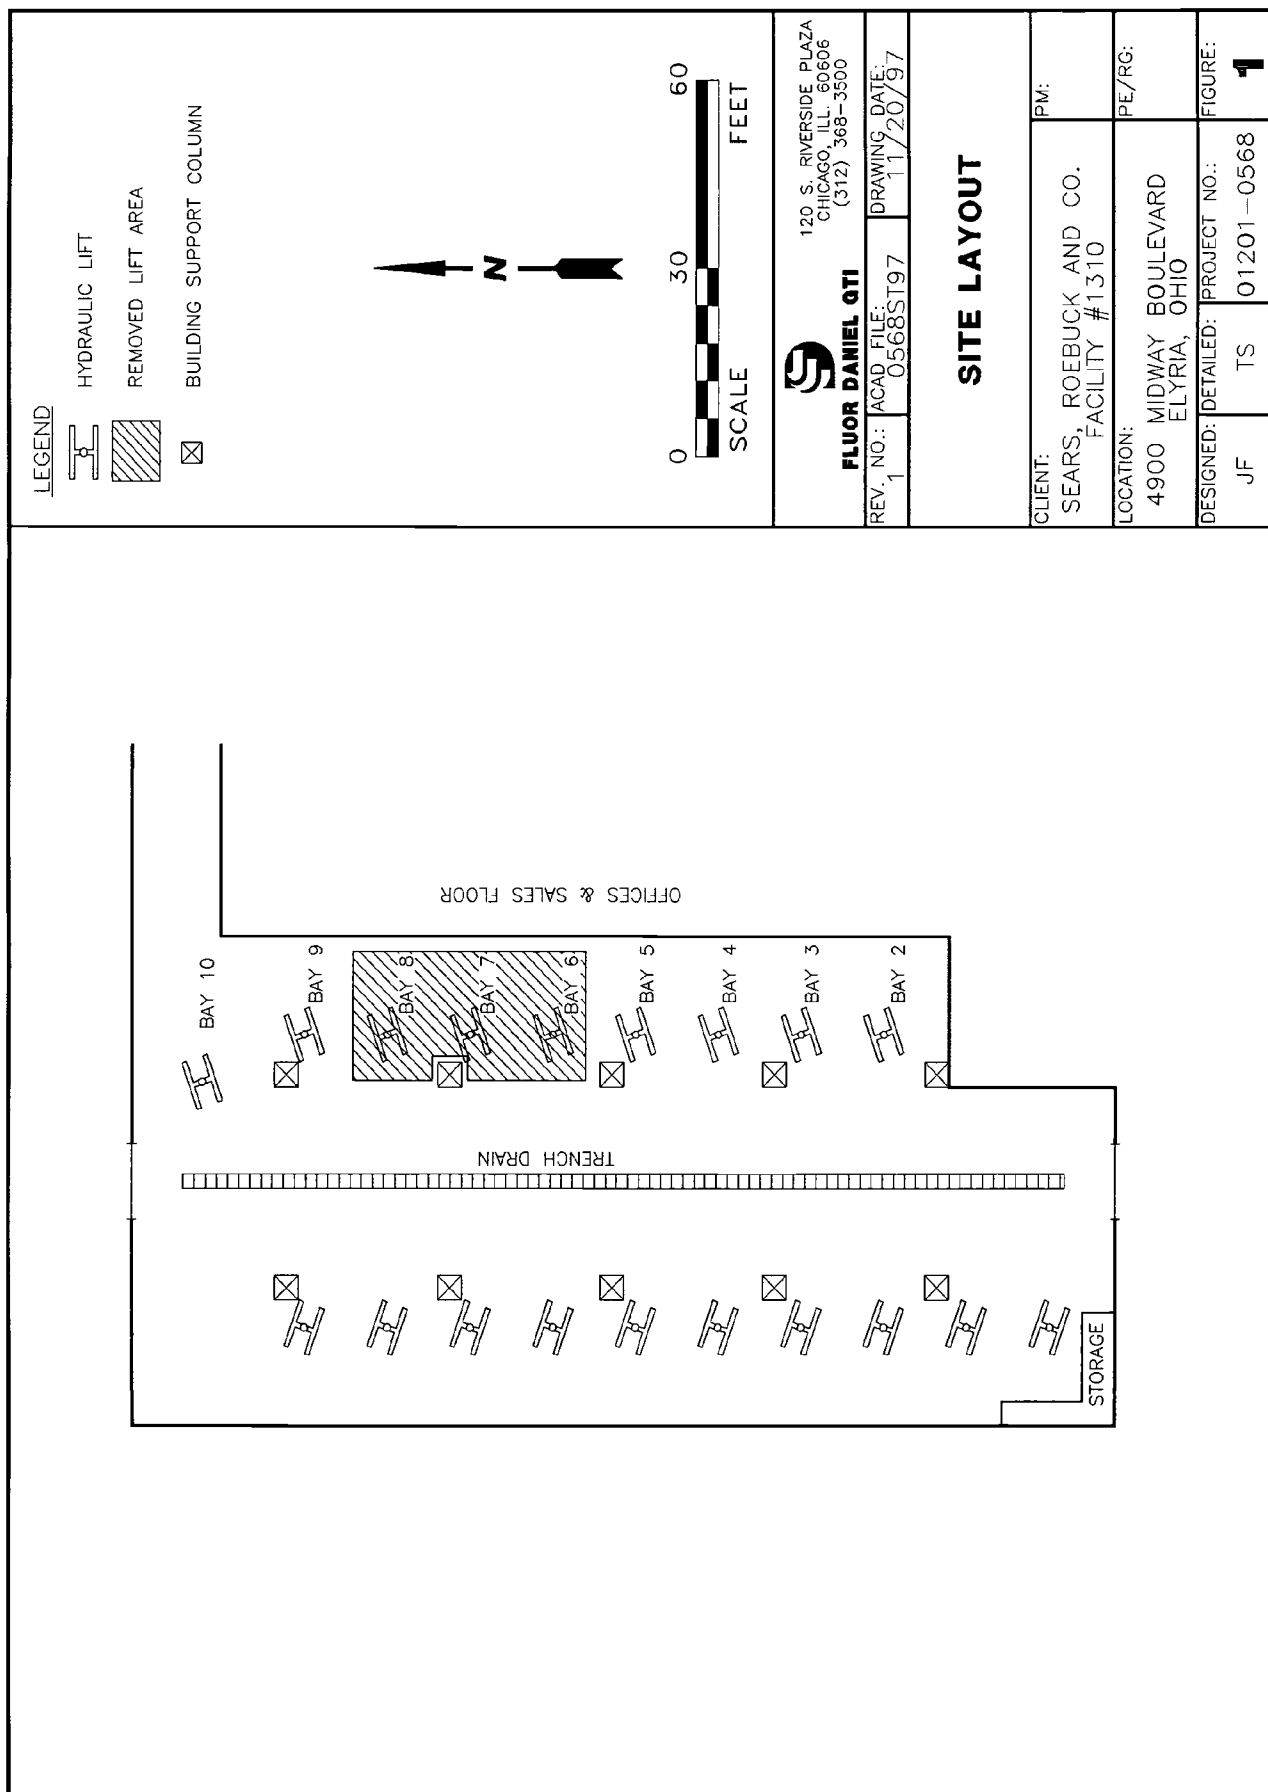 LEGEND
HYDRAULIC LIFT
REMOVED LIFT AREA
BUILDING SUPPORT COLUMN
N
0 30 60
SCALE FEET
FLUOR DANIEL GTI
120 S. RIVERSIDE PLAZA
CHICAGO, ILL. 60606
(312) 368-3500
REV. NO.: ACAD FILE: DRAWING DATE:
1 0568ST97 11/20/97
SITE LAYOUT
CLIENT: PM:
SEARS, ROEBUCK AND CO.
FACILITY #1310
LOCATION: PE/RG:
4900 MIDWAY BOULEVARD
ELYRIA, OHIO
DESIGNED: DETAILED: PROJECT NO.: FIGURE:
JF TS 01201-0568 1
OFFICES & SALES FLOOR
BAY 10
BAY 9
BAY 8
BAY 7
BAY 6
BAY 5
BAY 4
BAY 3
BAY 2
TRENCH DRAIN
STORAGE